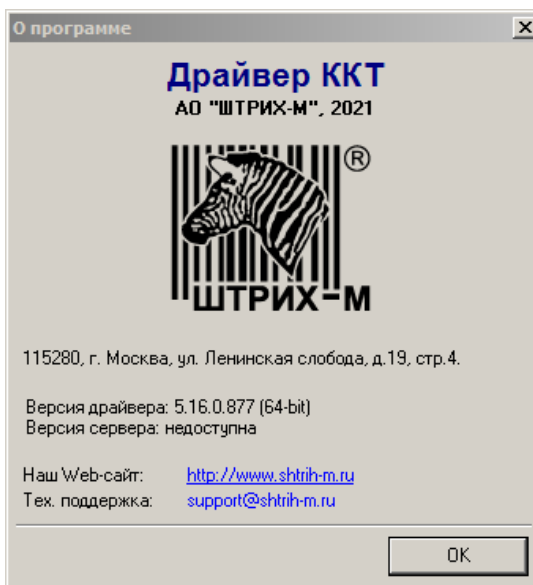 О программе
Драйвер ККТ
АО "ШТРИХ-М", 2021
®
ШТРИХ-М
115280, г. Москва, ул. Ленинская слобода, д.19, стр.4.
Версия драйвера: 5.16.0.877 (64-bit)
Версия сервера: недоступна
Наш Web-сайт: http://www.shtrih-m.ru
Тех. поддержка: support@shtrih-m.ru
OK